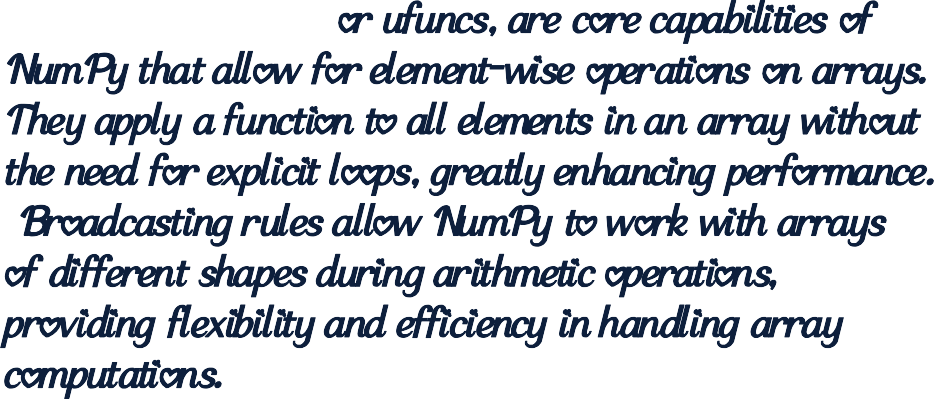 or ufuncs, are core capabilities of
NumPy that allow for element-wise operations on arrays.
They apply a function to all elements in an array without
the need for explicit loops, greatly enhancing performance.
Broadcasting rules allow NumPy to work with arrays
of different shapes during arithmetic operations,
providing flexibility and efficiency in handling array
computations.